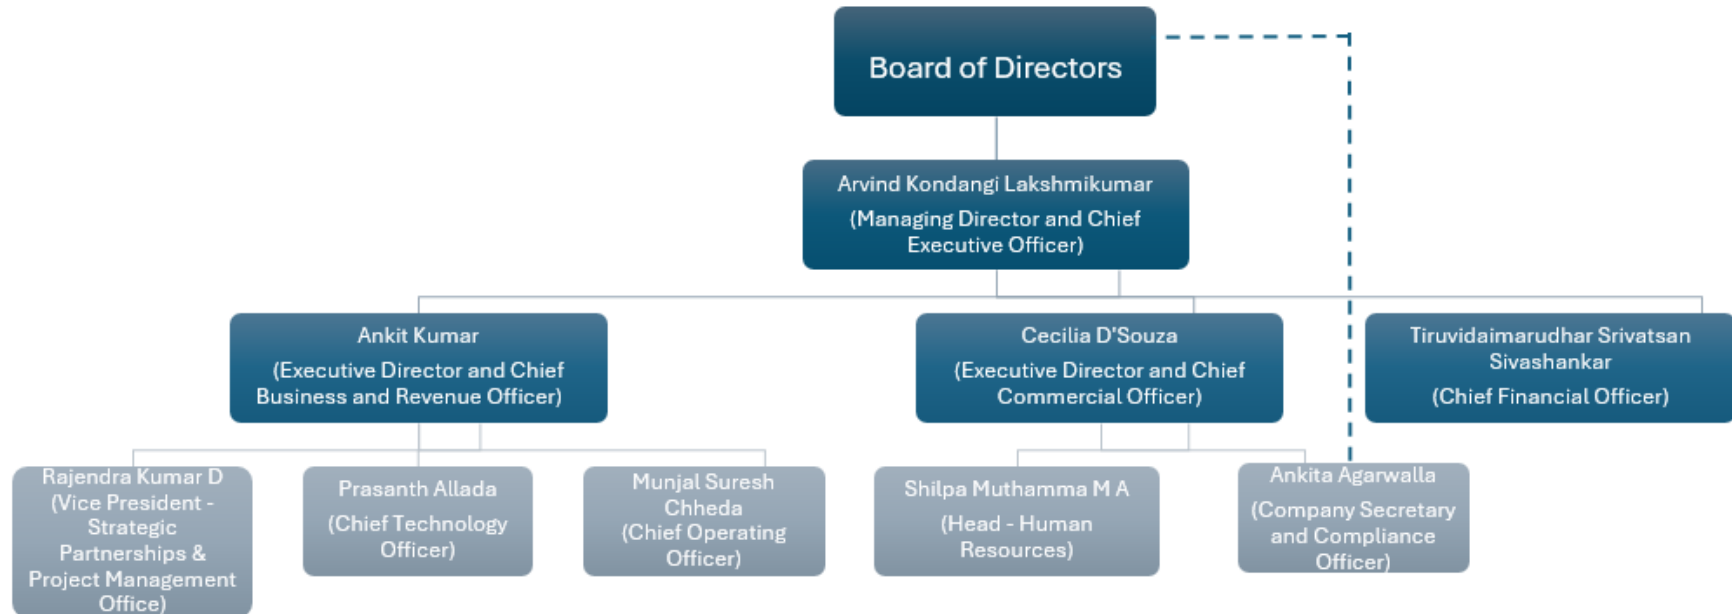 Board of Directors
Arvind Kondangi Lakshmikumar
(Managing Director and Chief
Executive Officer)
Ankit Kumar
(Executive Director and Chief
Business and Revenue Officer)
Cecilia D'Souza
(Executive Director and Chief
Commercial Officer)
Tiruvidaimarudhar Srivatsan
Sivashankar
(Chief Financial Officer)
Rajendra Kumar D
(Vice President -
Strategic
Partnerships &
Project Management
Office)
Prasanth Allada
(Chief Technology
Officer)
Munjal Suresh
Chheda
(Chief Operating
Officer)
Shilpa Muthamma M A
(Head - Human
Resources)
Ankita Agarwalla
(Company Secretary
and Compliance
Officer)